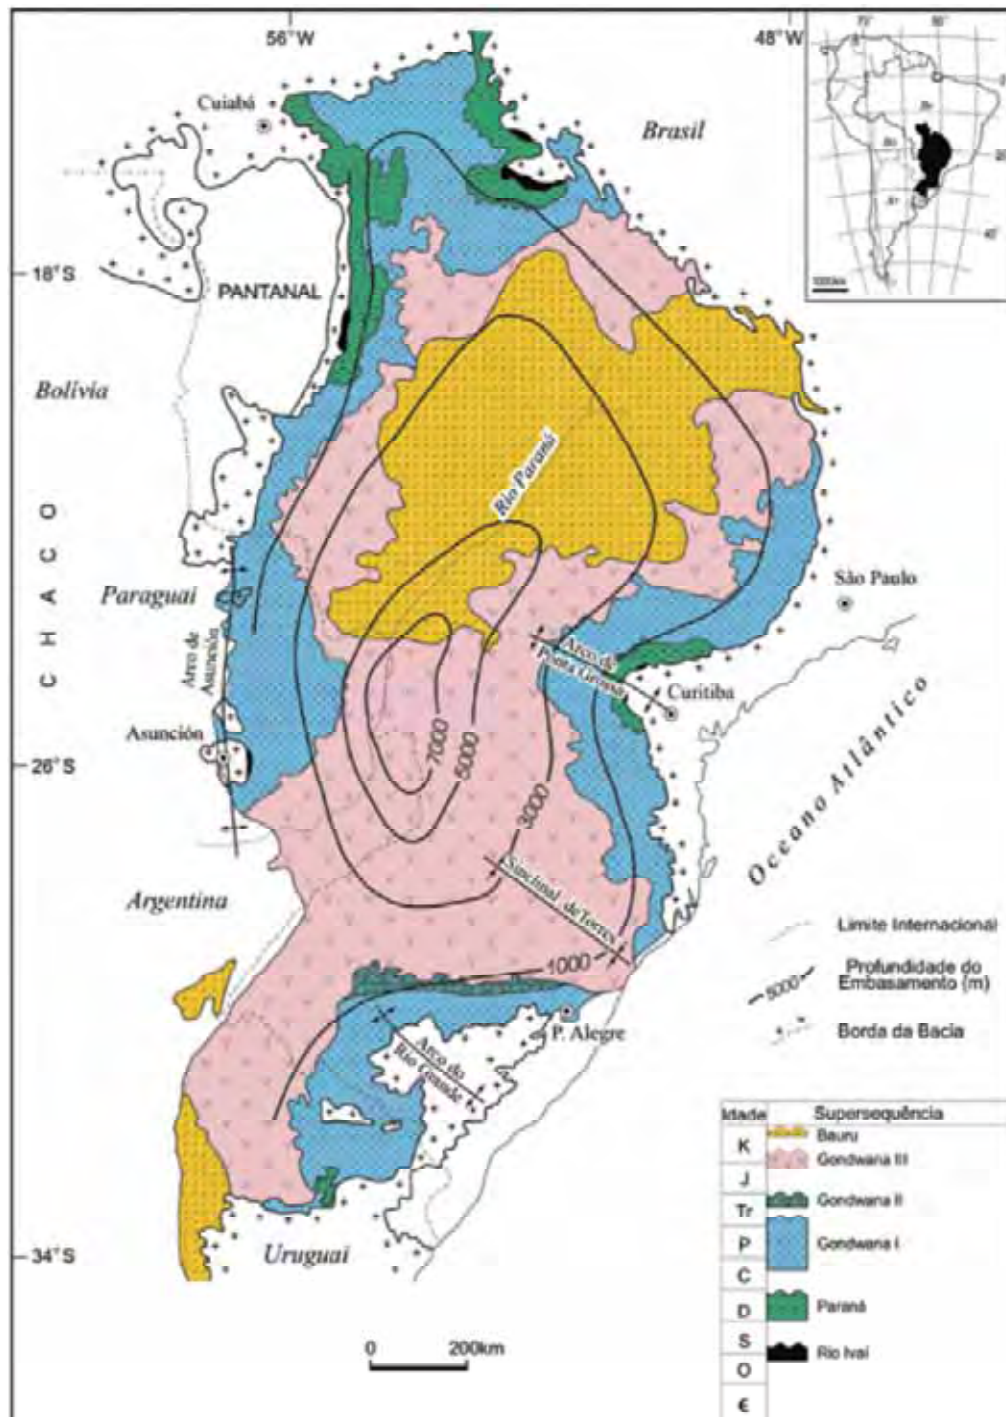 56°W
48°W
Cuiabá
Brasil
18°S
PANTANAL
Bolívia
Rio Paraná
CHACO
São Paulo
Paraguai
Arco de
Asunción
Arco de
Ponta Grossa
Curitiba
Asunción
7000
5000
26°S
3000
Oceano Atlântico
Sinclinal de Torres
Argentina
1000
P. Alegre
Arco do
Rio Grande
Uruguai
34°S
0
200km
Limite Internacional
5000
Profundidade do
Embasamento (m)
Borda da Bacia
Idade
Supersequência
K
Bauru
Gondwana III
J
Gondwana II
Tr
P
Gondwana I
C
D
Paraná
S
Rio Ivaí
O
Є